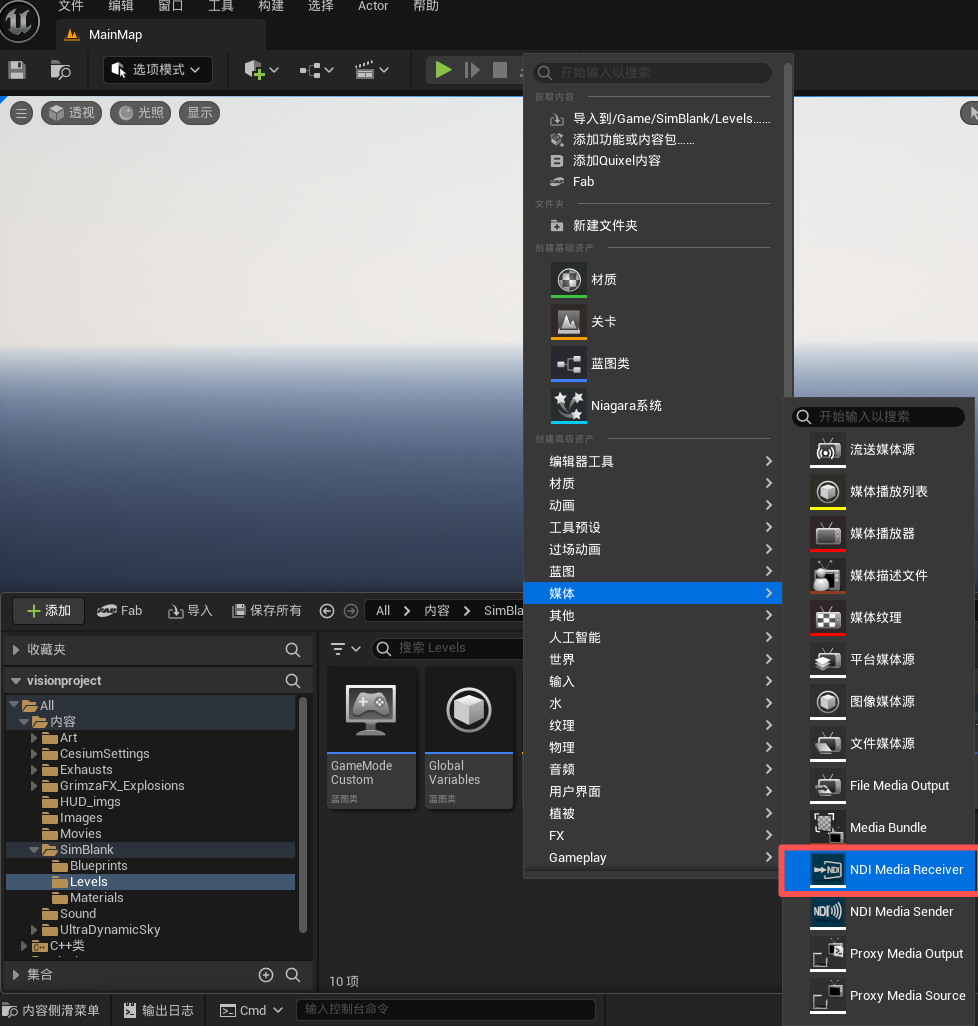 文件 编辑 窗口 工具 构建 选择 Actor 帮助
MainMap
选项模式
透视 光照 显示
开始输入以搜索
获取内容
导入到/Game/SimBlank/Levels......
添加功能或内容包......
添加Quixel内容
Fab
文件夹
新建文件夹
创建基础资产
材质
关卡
蓝图类
Niagara系统
创建高级资产
编辑器工具
材质
动画
工具预设
过场动画
蓝图
媒体
其他
人工智能
世界
输入
水
纹理
物理
音频
用户界面
植被
FX
Gameplay
开始输入以搜索
流送媒体源
媒体播放列表
媒体播放器
媒体描述文件
媒体纹理
平台媒体源
图像媒体源
文件媒体源
File Media Output
Media Bundle
NDI Media Receiver
NDI Media Sender
Proxy Media Output
Proxy Media Source
添加 Fab 导入 保存所有 All 内容 SimBla
收藏夹
搜索 Levels
visionproject
All
内容
Art
CesiumSettings
Exhausts
GrimzaFX_Explosions
HUD_imgs
Images
Movies
SimBlank
Blueprints
Levels
Materials
Sound
UltraDynamicSky
C++类
GameMode
Custom
蓝图类
Global
Variables
蓝图类
集合
10 项
内容侧滑菜单 输出日志 Cmd 输入控制台命令